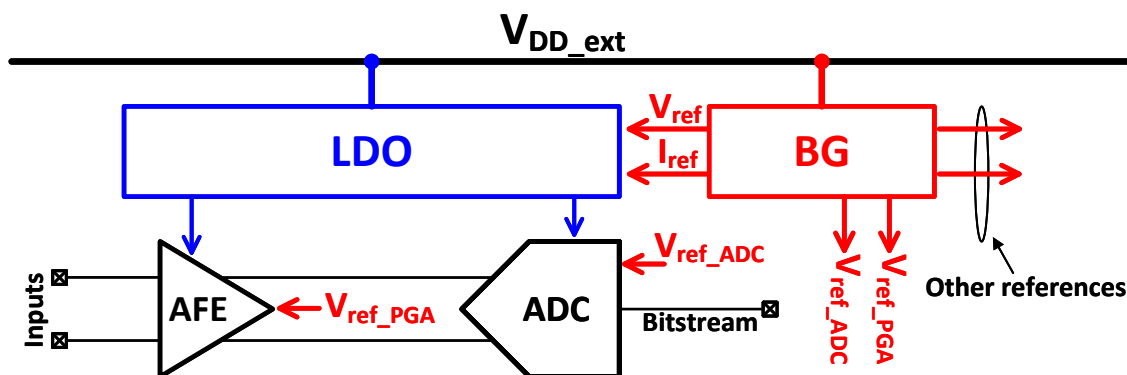 VDD_ext
LDO
Vref
Iref
BG
Inputs
AFE
Vref_PGA
ADC
Vref_ADC
Bitstream
Vref_ADC
Vref_PGA
Other references